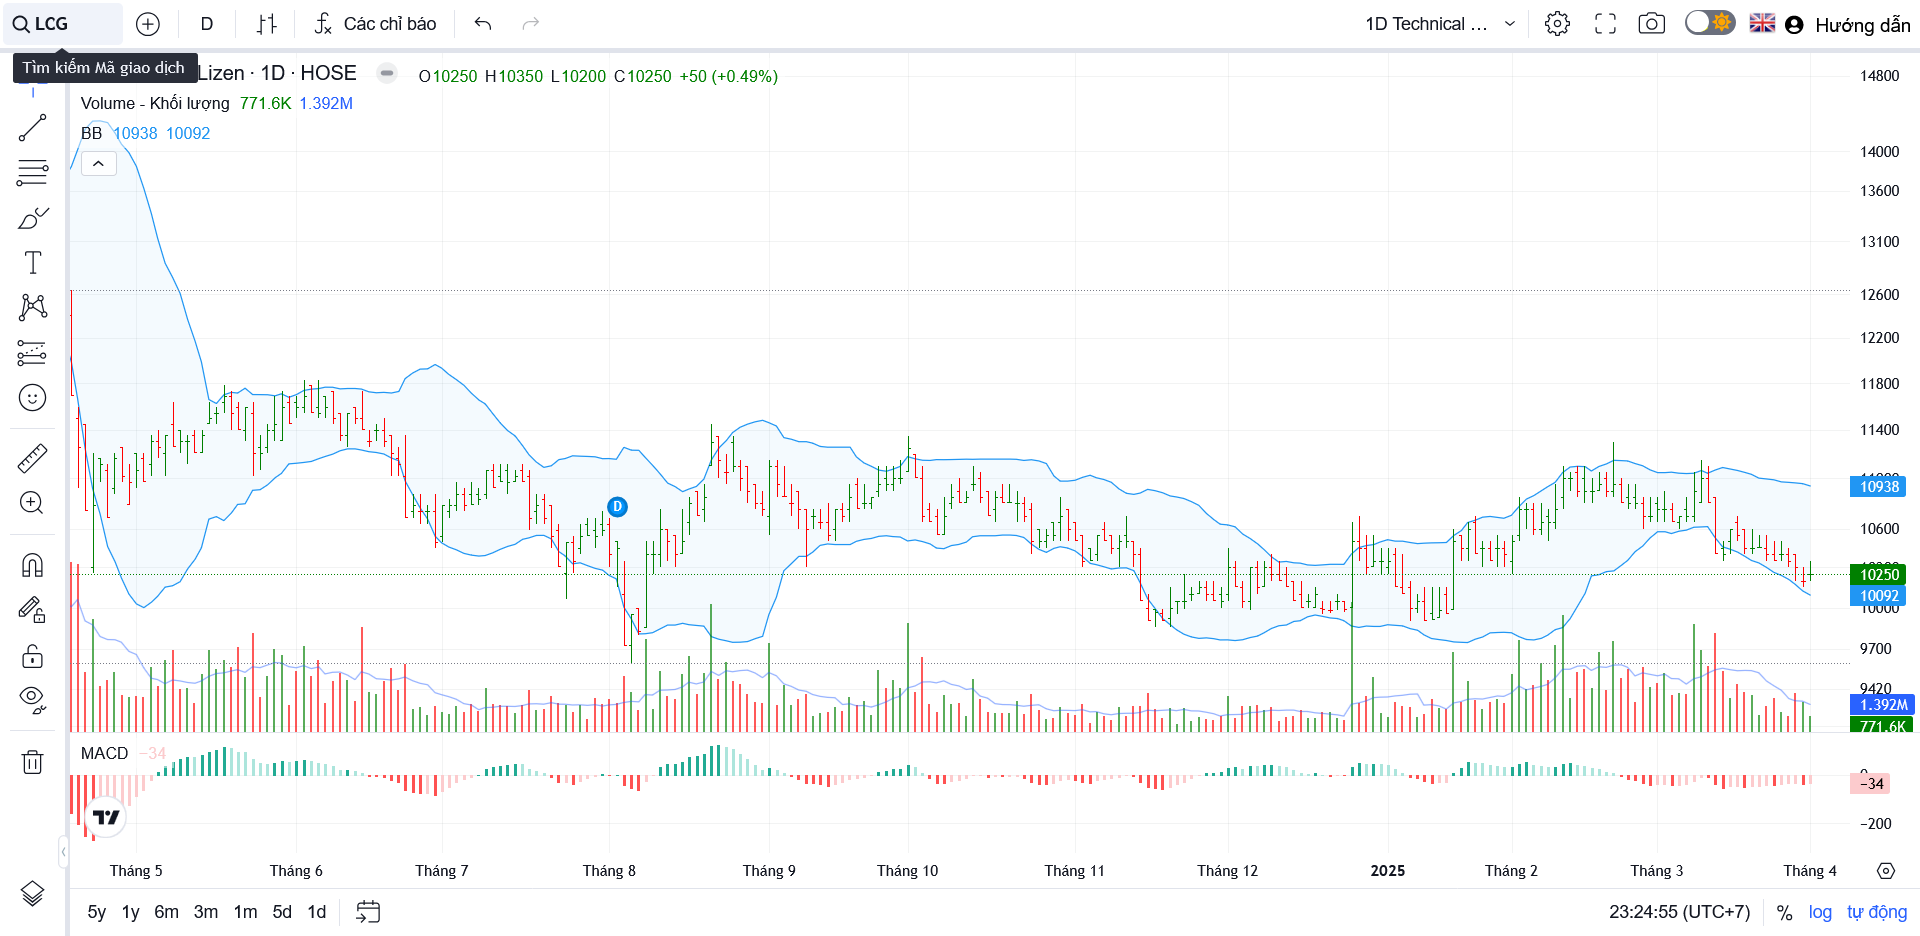 LCG
D
Các chỉ báo
1D Technical ...
Hướng dẫn
Tìm kiếm Mã giao dịch
Lizen · 1D · HOSE
O10250 H10350 L10200 C10250 +50 (+0.49%)
Volume - Khối lượng 771.6K 1.392M
BB 10938 10092
14800
14000
13600
13100
12600
12200
11800
11400
10938
10600
10250
10092
10000
9700
9420
1.392M
771.6K
D
MACD −34
−34
−200
Tháng 5 Tháng 6 Tháng 7 Tháng 8 Tháng 9 Tháng 10 Tháng 11 Tháng 12 2025 Tháng 2 Tháng 3 Tháng 4
5y 1y 6m 3m 1m 5d 1d
23:24:55 (UTC+7) % log tự động